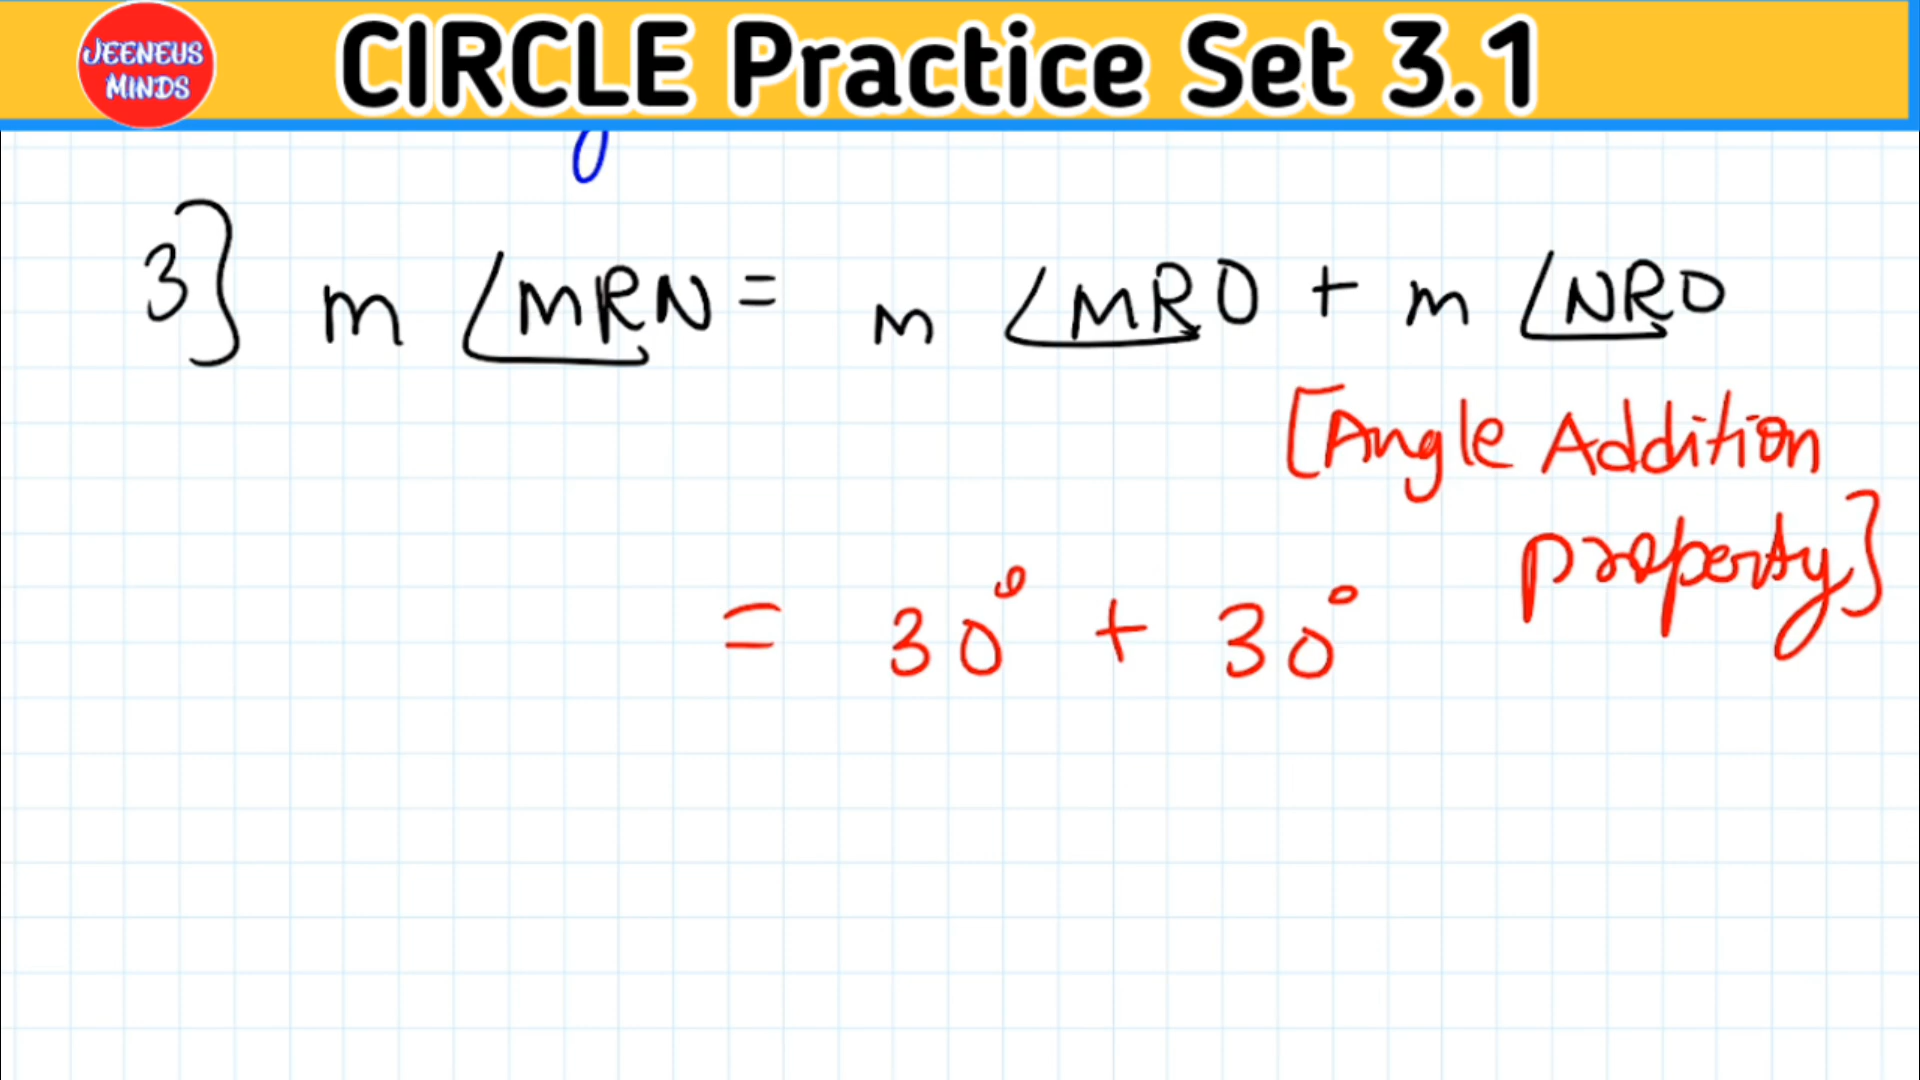 JEENEUS
MINDS
CIRCLE Practice Set 3.1
3} m ∠MRN = m ∠MRO + m ∠NRO
[Angle Addition
property}
= 30° + 30°